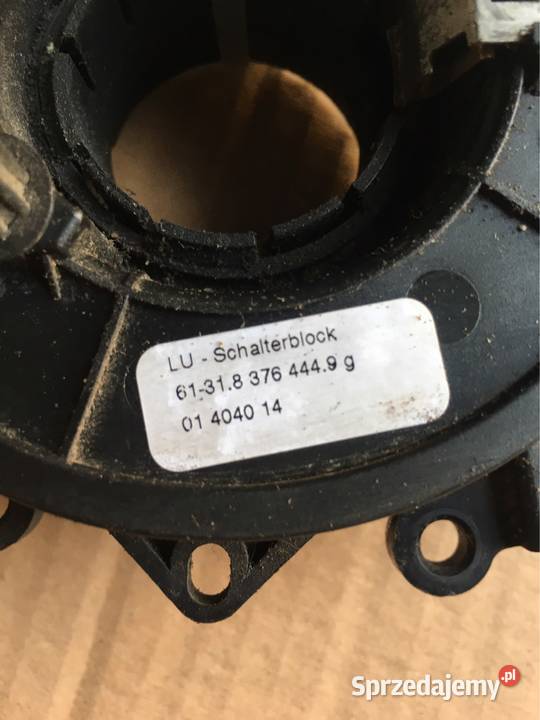 LU - Schalterblock
61-31.8 376 444.9 g
01 4040 14
Sprzedajemy.pl